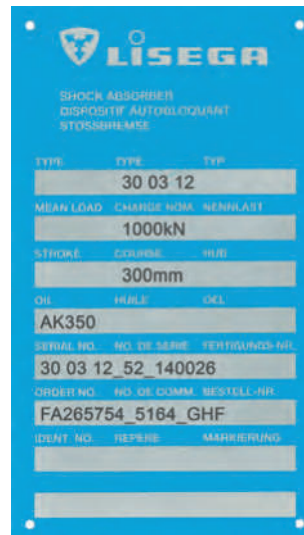 LISEGA
SHOCK ABSORBER
DISPOSITIF AUTOBLOQUANT
STOSSBREMSE
TYPE TYPE TYP
30 03 12
MEAN LOAD CHARGE NOM. NENNLAST
1000kN
STROKE COURSE HUB
300mm
OIL HUILE OEL
AK350
SERIAL NO. NO. DE SERIE FERTIGUNGS-NR.
30 03 12_52_140026
ORDER NO. NO. DE COMM. BESTELL-NR.
FA265754_5164_GHF
IDENT NO. REPERE MARKIERUNG